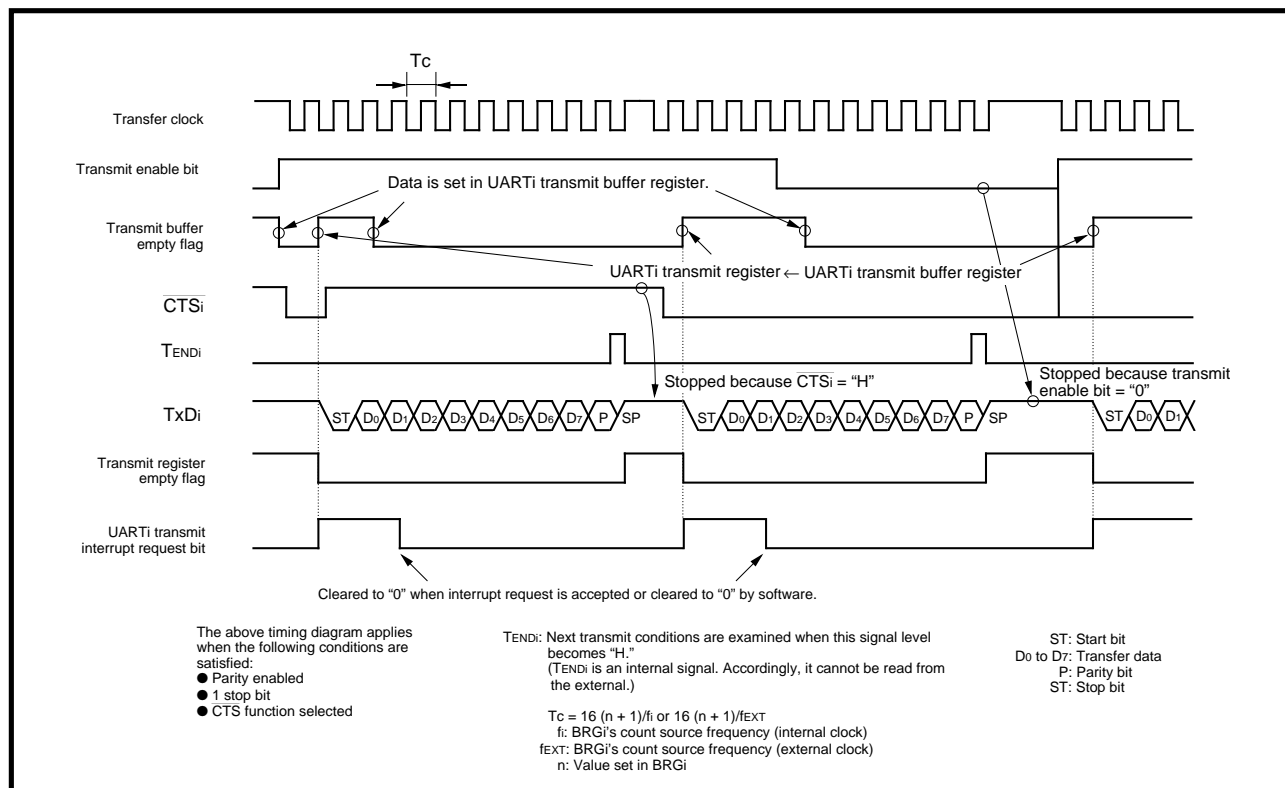 Tc
Transfer clock
Transmit enable bit
Data is set in UARTi transmit buffer register.
Transmit buffer
empty flag
UARTi transmit register ← UARTi transmit buffer register
CTSi
TENDi
Stopped because CTSi = “H”
Stopped because transmit
enable bit = “0”
TxDi
ST D0 D1 D2 D3 D4 D5 D6 D7 P SP ST D0 D1 D2 D3 D4 D5 D6 D7 P SP ST D0 D1
Transmit register
empty flag
UARTi transmit
interrupt request bit
Cleared to “0” when interrupt request is accepted or cleared to “0” by software.
The above timing diagram applies
when the following conditions are
satisfied:
● Parity enabled
● 1 stop bit
● CTS function selected
TENDi: Next transmit conditions are examined when this signal level
becomes “H.”
(TENDi is an internal signal. Accordingly, it cannot be read from
the external.)
Tc = 16 (n + 1)/fi or 16 (n + 1)/fEXT
fi: BRGi’s count source frequency (internal clock)
fEXT: BRGi’s count source frequency (external clock)
n: Value set in BRGi
ST: Start bit
D0 to D7: Transfer data
P: Parity bit
ST: Stop bit